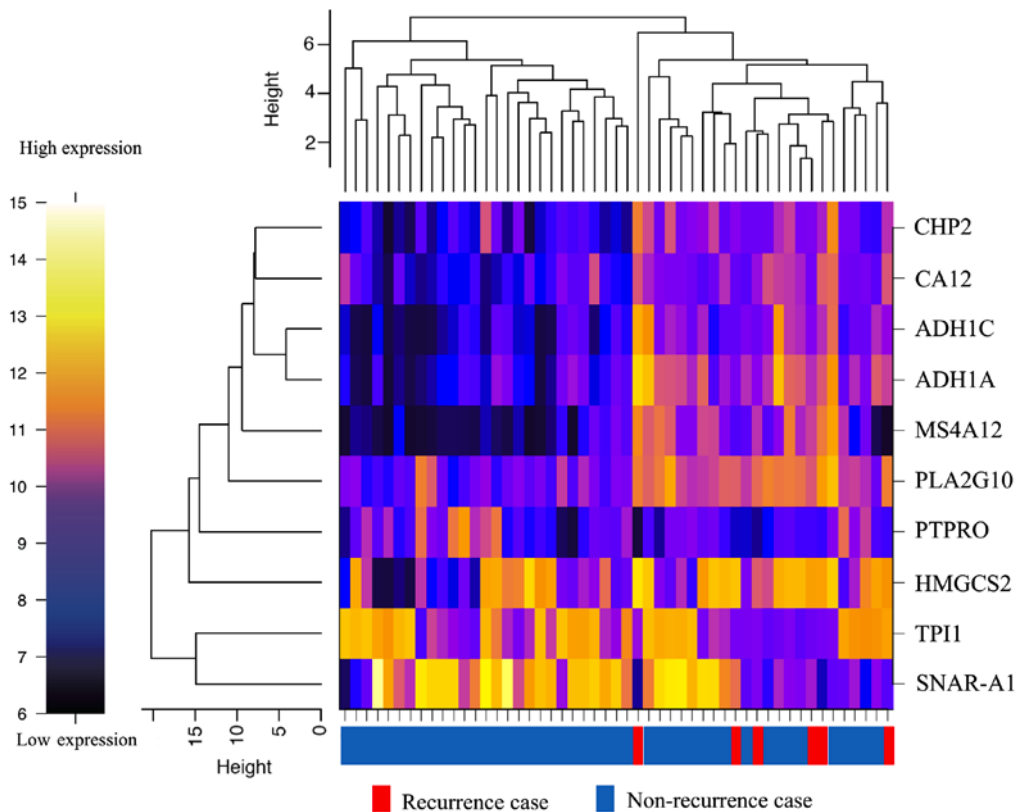 6
4
2
Height
High expression
15
14
13
12
11
10
9
8
7
6
Low expression
CHP2
CA12
ADH1C
ADH1A
MS4A12
PLA2G10
PTPRO
HMGCS2
TPI1
SNAR-A1
15
10
5
0
Height
Recurrence case
Non-recurrence case